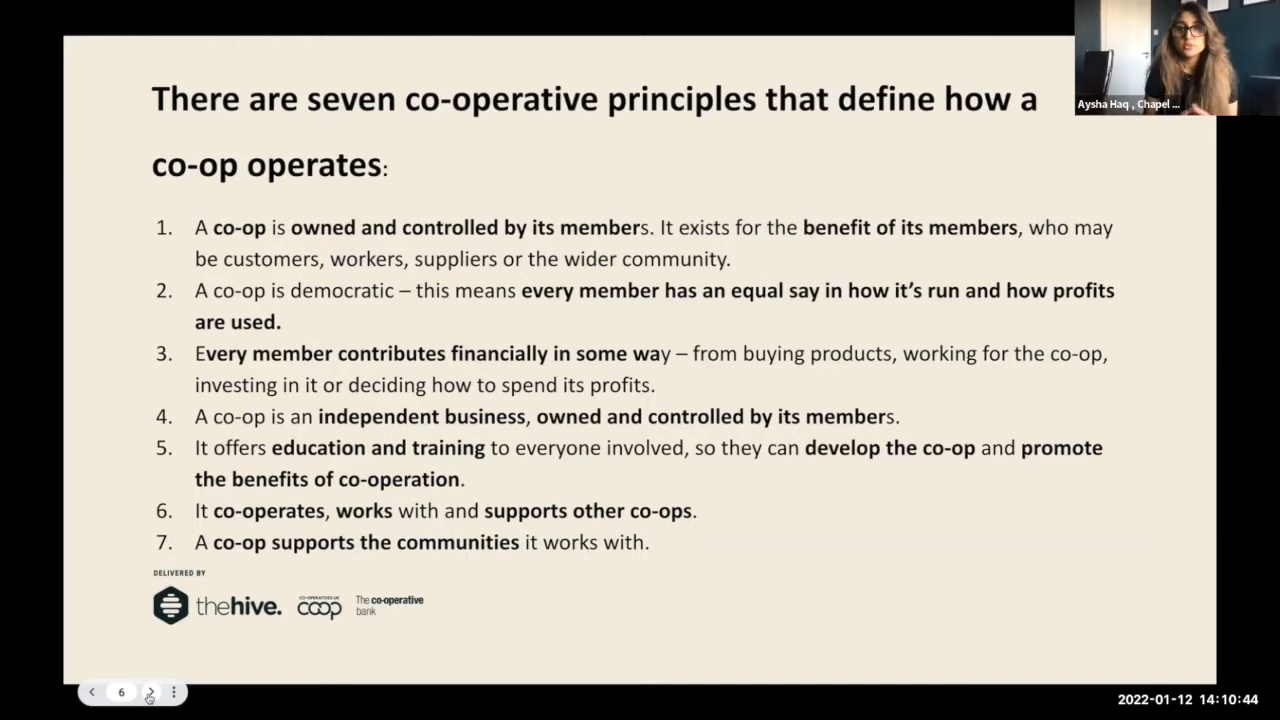 There are seven co-operative principles that define how a
co-op operates:
Aysha Haq , Chapel ...
1. A co-op is owned and controlled by its members. It exists for the benefit of its members, who may
be customers, workers, suppliers or the wider community.
2. A co-op is democratic – this means every member has an equal say in how it’s run and how profits
are used.
3. Every member contributes financially in some way – from buying products, working for the co-op,
investing in it or deciding how to spend its profits.
4. A co-op is an independent business, owned and controlled by its members.
5. It offers education and training to everyone involved, so they can develop the co-op and promote
the benefits of co-operation.
6. It co-operates, works with and supports other co-ops.
7. A co-op supports the communities it works with.
DELIVERED BY
thehive.
CO-OPERATIVES UK
coop
The co-operative
bank
6
2022-01-12 14:10:44